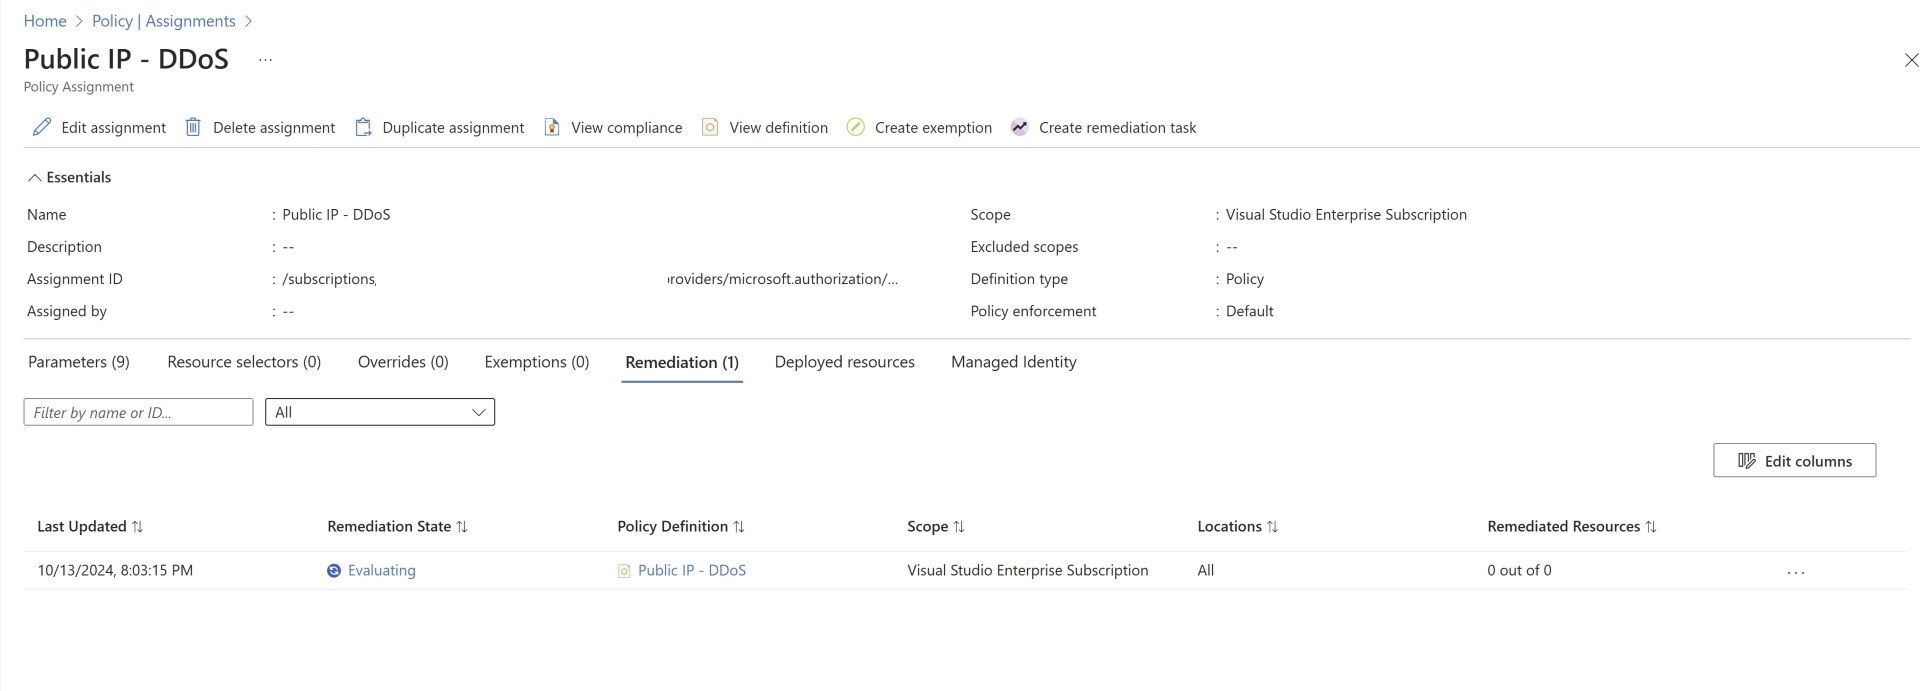 Home > Policy | Assignments >
Public IP - DDoS ...
Policy Assignment
Edit assignment Delete assignment Duplicate assignment View compliance View definition Create exemption Create remediation task
Essentials
Name : Public IP - DDoS Scope : Visual Studio Enterprise Subscription
Description : -- Excluded scopes : --
Assignment ID : /subscriptions, roviders/microsoft.authorization/... Definition type : Policy
Assigned by : -- Policy enforcement : Default
Parameters (9) Resource selectors (0) Overrides (0) Exemptions (0) Remediation (1) Deployed resources Managed Identity
Filter by name or ID... All
Edit columns
Last Updated Remediation State Policy Definition Scope Locations Remediated Resources
10/13/2024, 8:03:15 PM Evaluating Public IP - DDoS Visual Studio Enterprise Subscription All 0 out of 0 ...